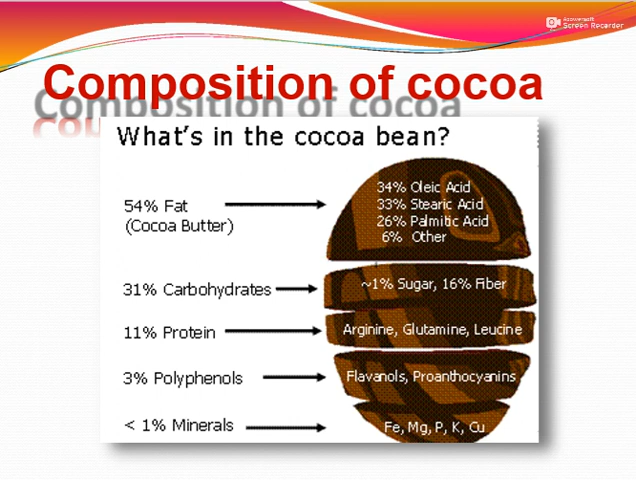 Apowersoft
Screen Recorder
Composition of cocoa
What's in the cocoa bean?
54% Fat
(Cocoa Butter)
34% Oleic Acid
33% Stearic Acid
26% Palmitic Acid
6% Other
31% Carbohydrates
~1% Sugar, 16% Fiber
11% Protein
Arginine, Glutamine, Leucine
3% Polyphenols
Flavanols, Proanthocyanins
< 1% Minerals
Fe, Mg, P, K, Cu